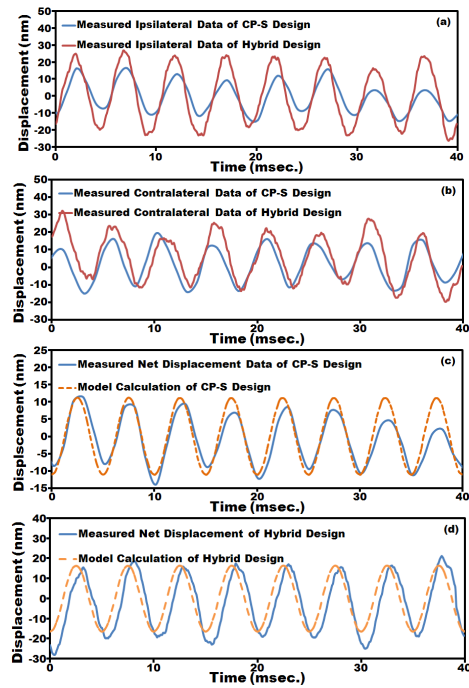 (a)
50
40
30
20
10
0
-10
-20
-30
Displacement (nm)
Measured Ipsilateral Data of CP-S Design
Measured Ipsilateral Data of Hybrid Design
0 10 20 30 40
Time (msec.)
(b)
50
40
30
20
10
0
-10
-20
-30
Displacement (nm)
Measured Contralateral Data of CP-S Design
Measured Contralateral Data of Hybrid Design
0 10 20 30 40
Time (msec.)
(c)
25
20
15
10
5
0
-5
-10
-15
Displacement (nm)
Measured Net Displacement Data of CP-S Design
Model Calculation of CP-S Design
0 10 20 30 40
Time (msec.)
(d)
40
30
20
10
0
-10
-20
-30
Displacement (nm)
Measured Net Displacement of Hybrid Design
Model Calculation of Hybrid Design
0 10 20 30 40
Time (msec.)